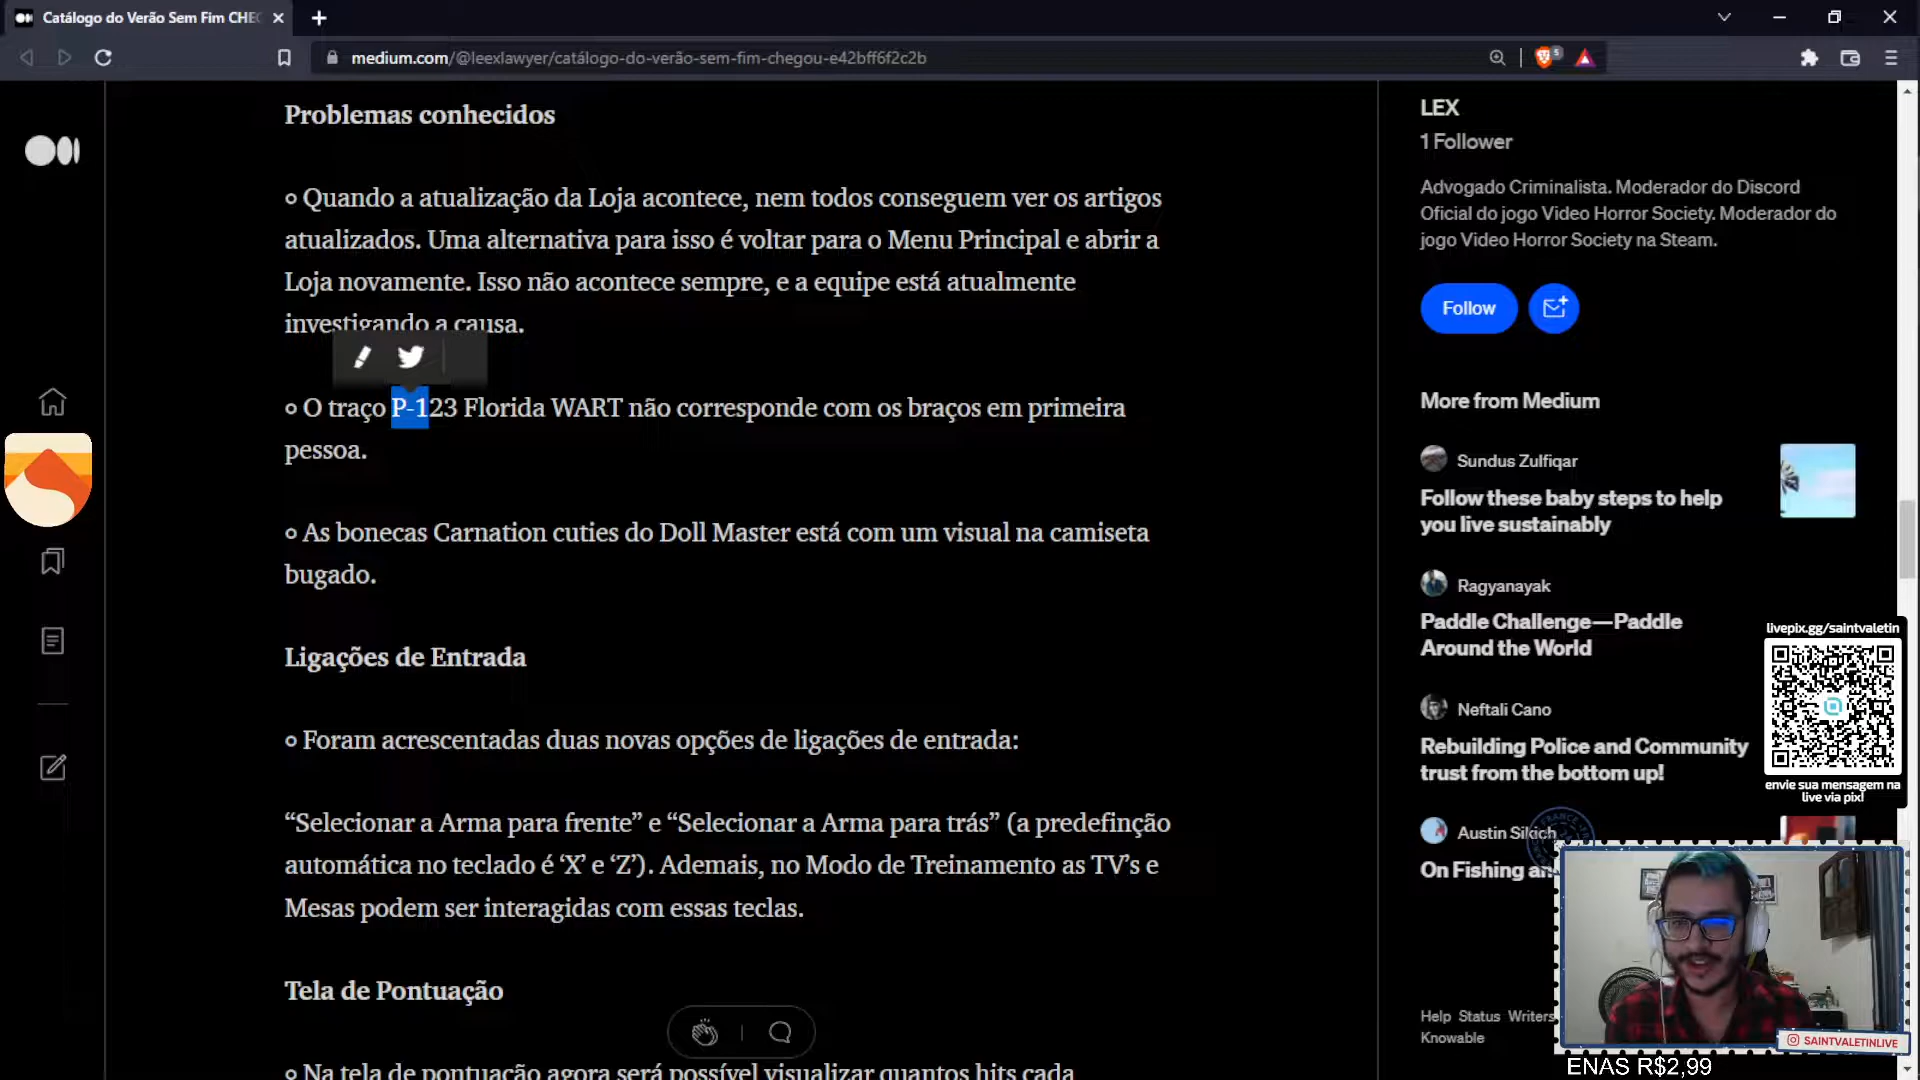 Catálogo do Verão Sem Fim CHE
medium.com/@leexlawyer/catálogo-do-verão-sem-fim-chegou-e42bff6f2c2b
5
Problemas conhecidos
o Quando a atualização da Loja acontece, nem todos conseguem ver os artigos
atualizados. Uma alternativa para isso é voltar para o Menu Principal e abrir a
Loja novamente. Isso não acontece sempre, e a equipe está atualmente
investigando a causa.
o O traço P-123 Florida WART não corresponde com os braços em primeira
pessoa.
o As bonecas Carnation cuties do Doll Master está com um visual na camiseta
bugado.
Ligações de Entrada
o Foram acrescentadas duas novas opções de ligações de entrada:
“Selecionar a Arma para frente” e “Selecionar a Arma para trás” (a predefinção
automática no teclado é ‘X’ e ‘Z’). Ademais, no Modo de Treinamento as TV’s e
Mesas podem ser interagidas com essas teclas.
Tela de Pontuação
o Na tela de pontuação agora será possível visualizar quantos hits cada
LEX
1 Follower
Advogado Criminalista. Moderador do Discord
Oficial do jogo Video Horror Society. Moderador do
jogo Video Horror Society na Steam.
Follow
More from Medium
Sundus Zulfiqar
Follow these baby steps to help
you live sustainably
Ragyanayak
Paddle Challenge—Paddle
Around the World
Neftali Cano
Rebuilding Police and Community
trust from the bottom up!
Austin Sikich
On Fishing
Help Status Writers
Knowable
livepix.gg/saintvaletin
envie sua mensagem na
live via pix!
FRANCE
SAINTVALETINLIVE
ENAS R$2,99